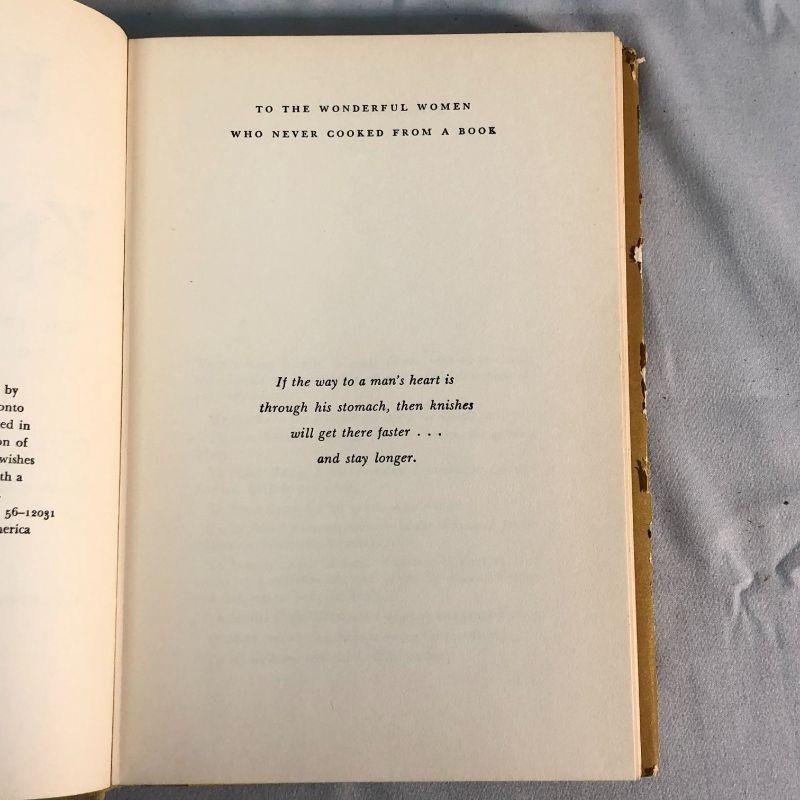 by
onto
ed in
on of
wishes
th a
56–12031
erica
TO THE WONDERFUL WOMEN
WHO NEVER COOKED FROM A BOOK
If the way to a man's heart is
through his stomach, then knishes
will get there faster . . .
and stay longer.